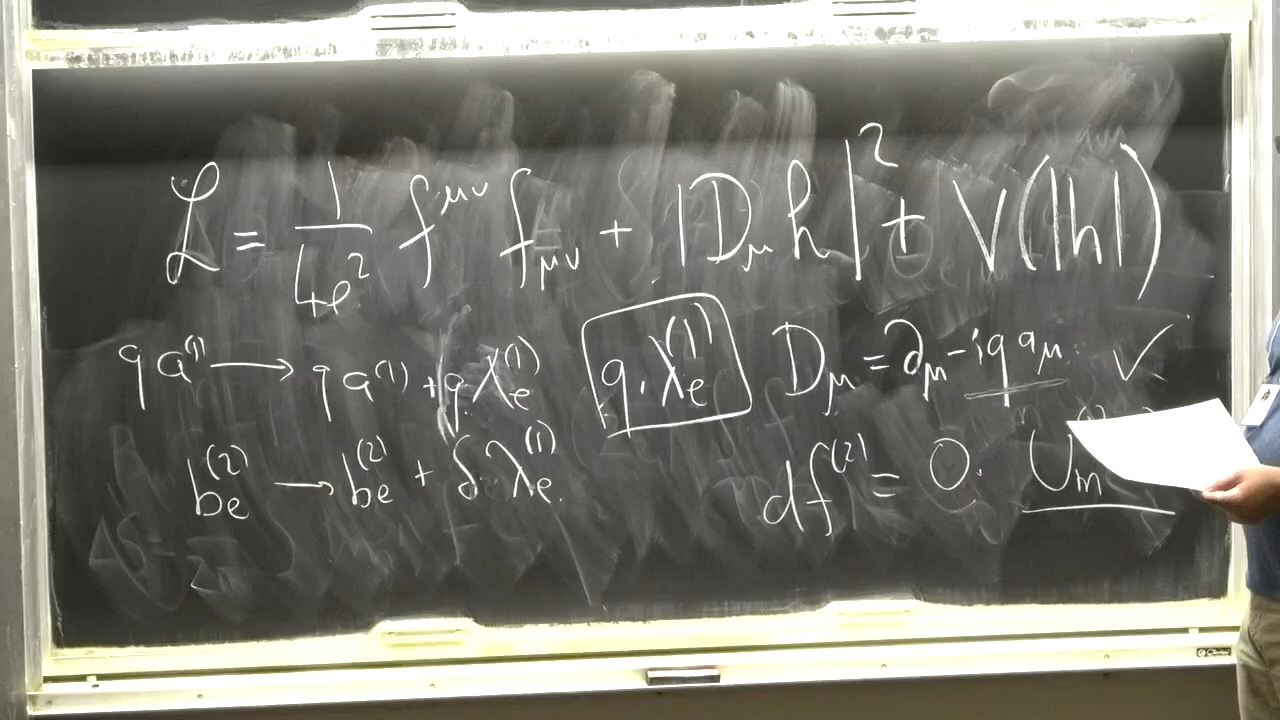 ℒ = 1/4e² f^μν f_μν + |D_μ h|² + V(|h|)
q a⁽¹⁾ → q a⁽¹⁾ + q λ_e⁽¹⁾ q. λ_e⁽¹⁾ D_μ = ∂_μ - i q a_μ. ✓
b_e⁽²⁾ → b_e⁽²⁾ + δ λ_e⁽¹⁾. d f⁽²⁾ = 0. U_m